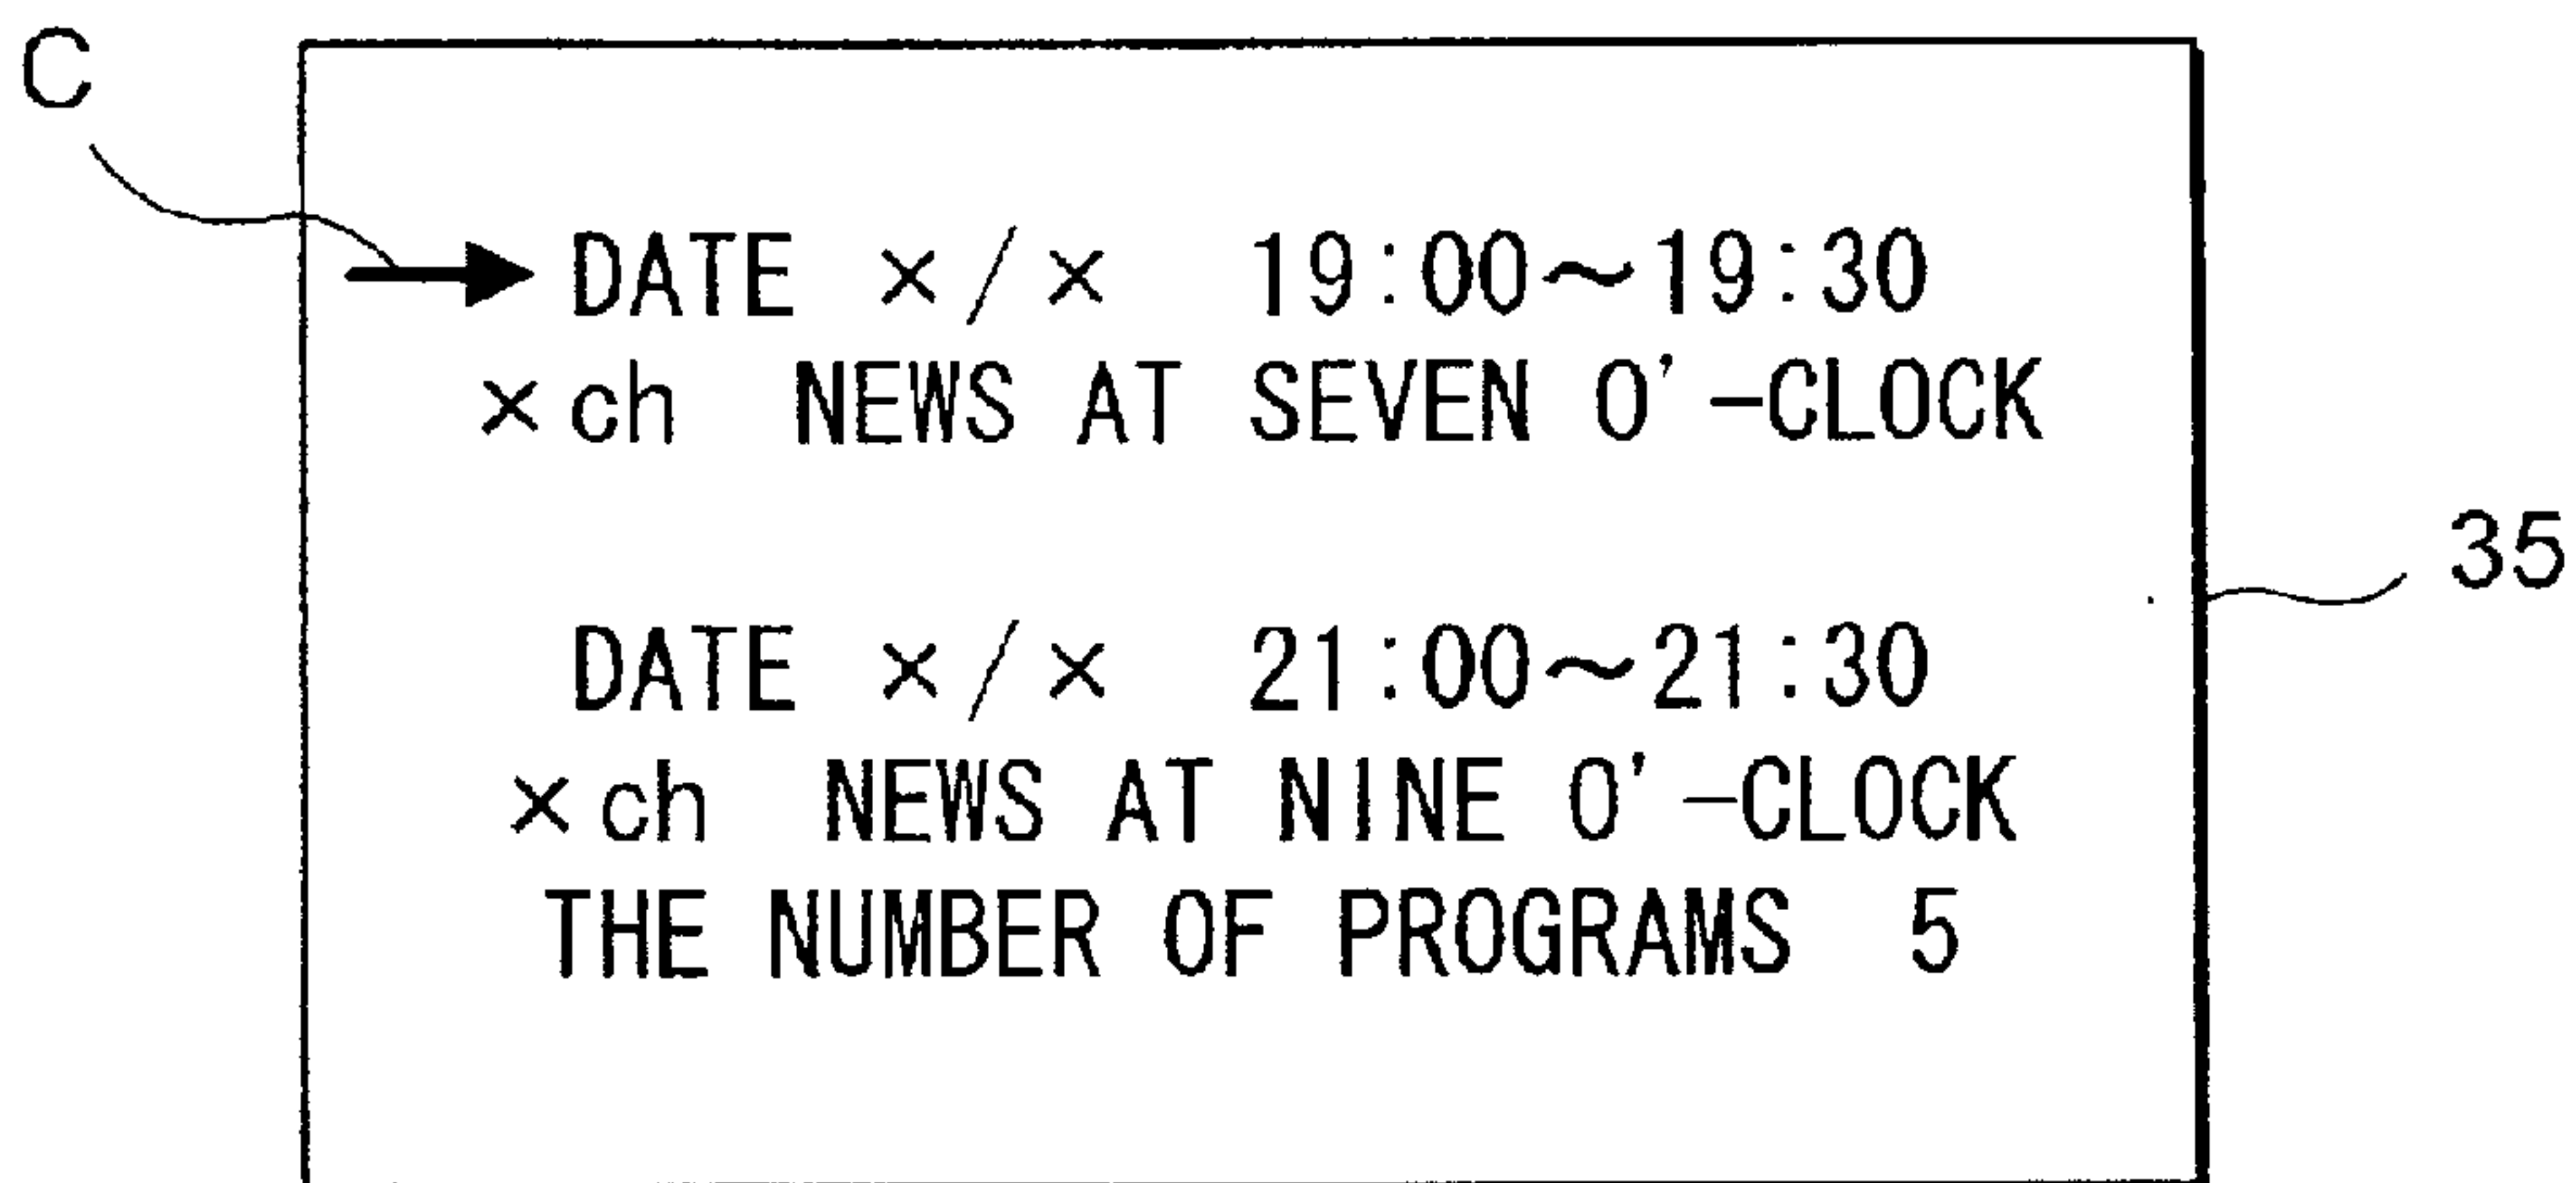 C
DATE ×/× 19:00～19:30
×ch NEWS AT SEVEN O'-CLOCK
35
DATE ×/× 21:00～21:30
×ch NEWS AT NINE O'-CLOCK
THE NUMBER OF PROGRAMS 5